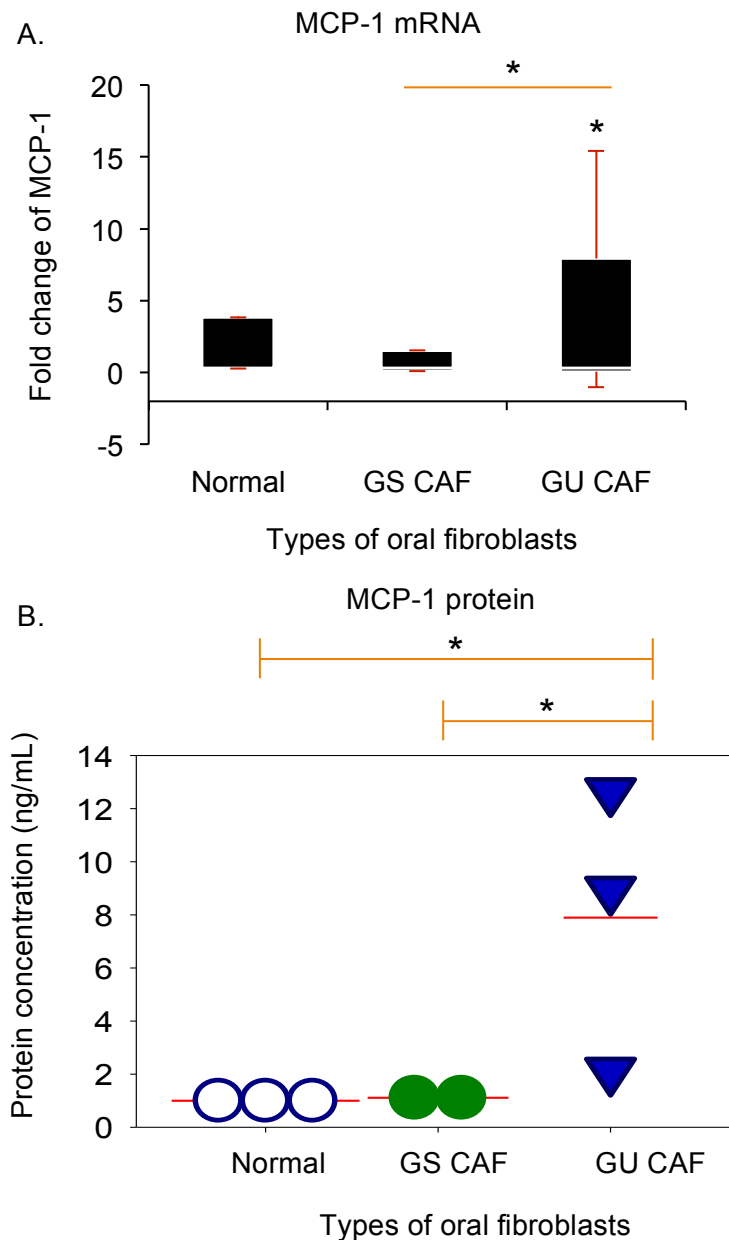 A.
MCP-1 mRNA
*
*
Fold change of MCP-1
20
15
10
5
0
-5
Normal GS CAF GU CAF
Types of oral fibroblasts
B.
MCP-1 protein
*
*
Protein concentration (ng/mL)
14
12
10
8
6
4
2
0
Normal GS CAF GU CAF
Types of oral fibroblasts